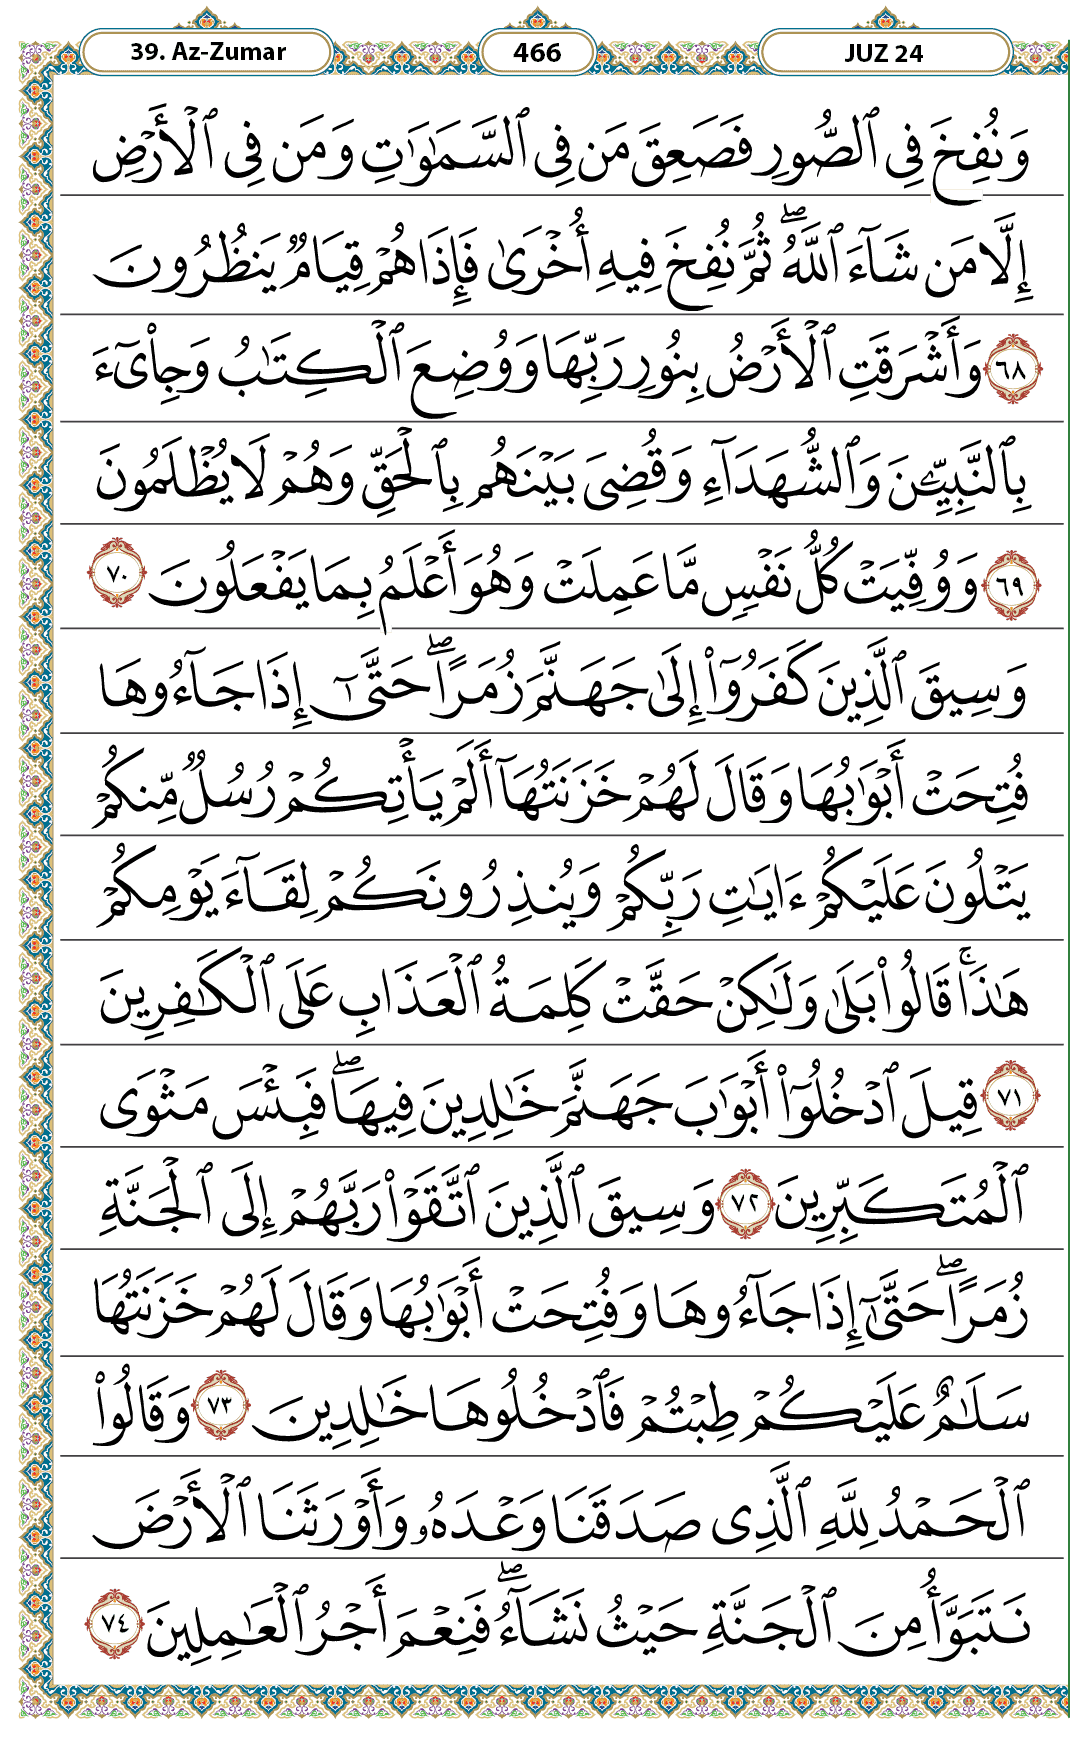 39. Az-Zumar
466
JUZ 24
وَنُفِخَ فِى ٱلصُّورِ فَصَعِقَ مَن فِى ٱلسَّمَٰوَٰتِ وَمَن فِى ٱلْأَرْضِ
إِلَّا مَن شَآءَ ٱللَّهُ ۖ ثُمَّ نُفِخَ فِيهِ أُخْرَىٰ فَإِذَا هُمْ قِيَامٌ يَنظُرُونَ
٦٨ وَأَشْرَقَتِ ٱلْأَرْضُ بِنُورِ رَبِّهَا وَوُضِعَ ٱلْكِتَٰبُ وَجِا۟ىٓءَ
بِٱلنَّبِيِّۦنَ وَٱلشُّهَدَآءِ وَقُضِىَ بَيْنَهُم بِٱلْحَقِّ وَهُمْ لَا يُظْلَمُونَ
٦٩ وَوُفِّيَتْ كُلُّ نَفْسٍ مَّا عَمِلَتْ وَهُوَ أَعْلَمُ بِمَا يَفْعَلُونَ ٧٠
وَسِيقَ ٱلَّذِينَ كَفَرُوٓا۟ إِلَىٰ جَهَنَّمَ زُمَرًا ۖ حَتَّىٰٓ إِذَا جَآءُوهَا
فُتِحَتْ أَبْوَٰبُهَا وَقَالَ لَهُمْ خَزَنَتُهَآ أَلَمْ يَأْتِكُمْ رُسُلٌ مِّنكُمْ
يَتْلُونَ عَلَيْكُمْ ءَايَٰتِ رَبِّكُمْ وَيُنذِرُونَكُمْ لِقَآءَ يَوْمِكُمْ
هَٰذَا ۚ قَالُوا۟ بَلَىٰ وَلَٰكِنْ حَقَّتْ كَلِمَةُ ٱلْعَذَابِ عَلَى ٱلْكَٰفِرِينَ
٧١ قِيلَ ٱدْخُلُوٓا۟ أَبْوَٰبَ جَهَنَّمَ خَٰلِدِينَ فِيهَا ۖ فَبِئْسَ مَثْوَى
ٱلْمُتَكَبِّرِينَ ٧٢ وَسِيقَ ٱلَّذِينَ ٱتَّقَوْا۟ رَبَّهُمْ إِلَى ٱلْجَنَّةِ
زُمَرًا ۖ حَتَّىٰٓ إِذَا جَآءُوهَا وَفُتِحَتْ أَبْوَٰبُهَا وَقَالَ لَهُمْ خَزَنَتُهَا
سَلَٰمٌ عَلَيْكُمْ طِبْتُمْ فَٱدْخُلُوهَا خَٰلِدِينَ ٧٣ وَقَالُوا۟
ٱلْحَمْدُ لِلَّهِ ٱلَّذِى صَدَقَنَا وَعْدَهُۥ وَأَوْرَثَنَا ٱلْأَرْضَ
نَتَبَوَّأُ مِنَ ٱلْجَنَّةِ حَيْثُ نَشَآءُ ۖ فَنِعْمَ أَجْرُ ٱلْعَٰمِلِينَ ٧٤